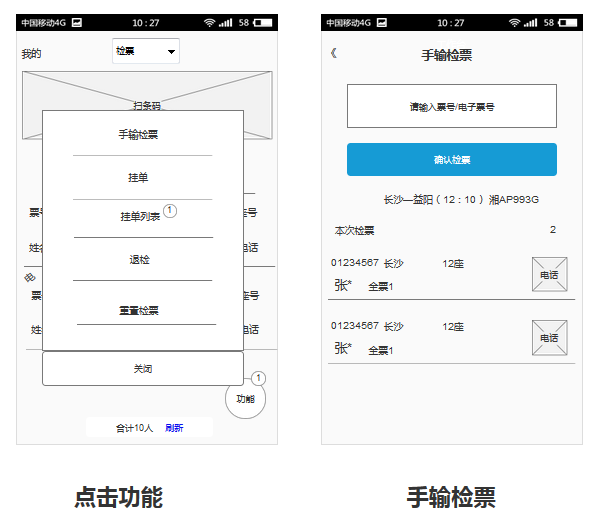 中国移动4G 10：27 58
我的 检票
扫条码
手输检票
挂单
挂单列表 1
票 座号
姓名 电话
退检
票 座号
重置检票
姓 电话
关闭
1
功能
合计10人 刷新
点击功能
中国移动4G 10：27 58
《 手输检票
请输入票号/电子票号
确认检票
长沙—益阳（12：10）湘AP993G
本次检票 2
01234567 长沙 12座
张* 全票1
电话
01234567 长沙 12座
张* 全票1
电话
手输检票